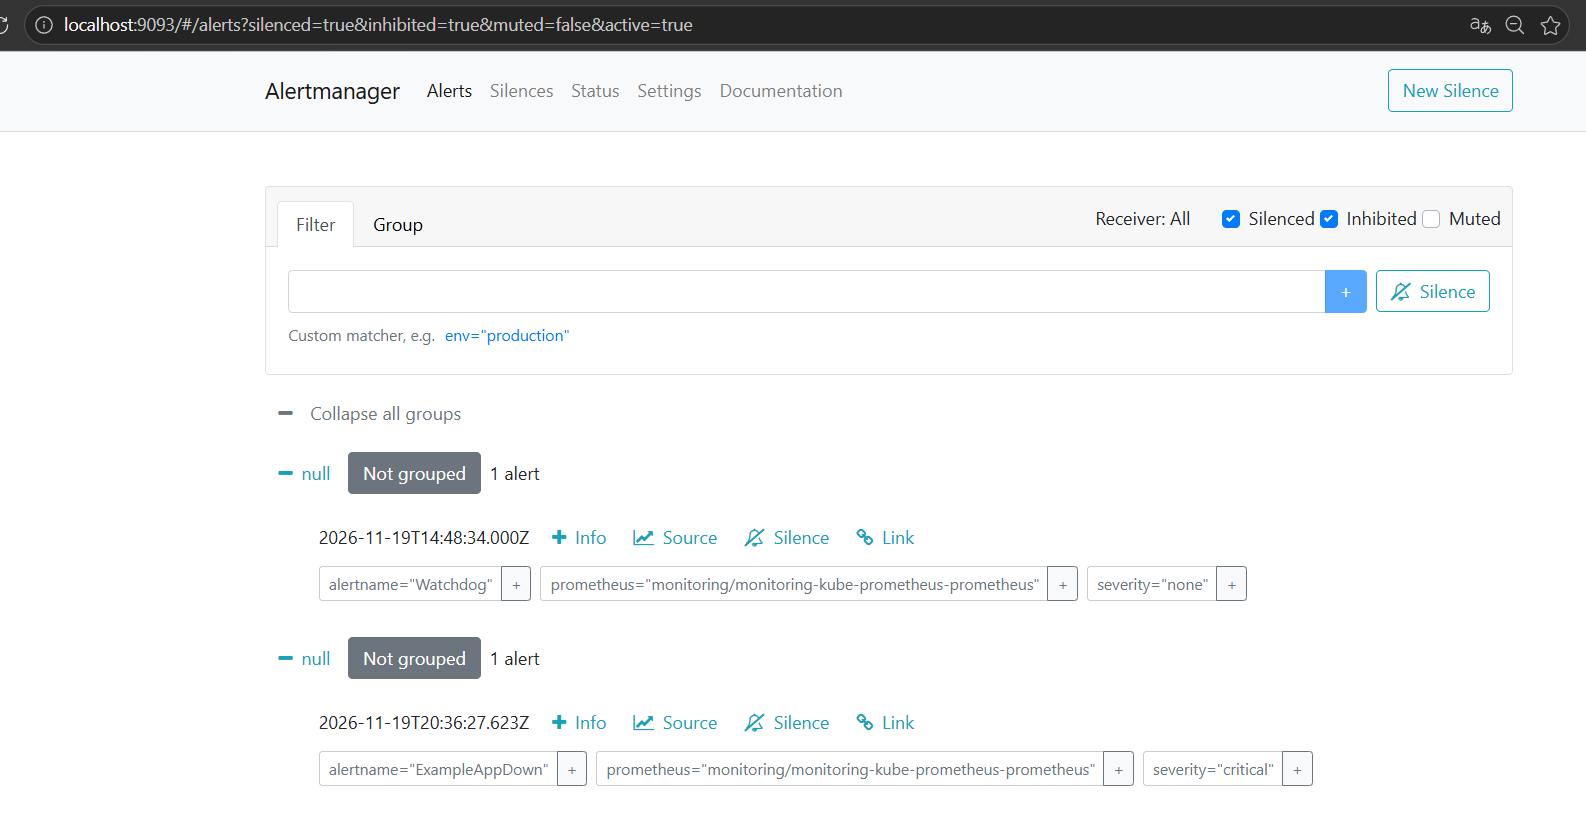 localhost:9093/#/alerts?silenced=true&inhibited=true&muted=false&active=true
Alertmanager Alerts Silences Status Settings Documentation New Silence
Filter Group Receiver: All Silenced Inhibited Muted
+ Silence
Custom matcher, e.g. env="production"
Collapse all groups
null Not grouped 1 alert
2026-11-19T14:48:34.000Z Info Source Silence Link
alertname="Watchdog" + prometheus="monitoring/monitoring-kube-prometheus-prometheus" + severity="none" +
null Not grouped 1 alert
2026-11-19T20:36:27.623Z Info Source Silence Link
alertname="ExampleAppDown" + prometheus="monitoring/monitoring-kube-prometheus-prometheus" + severity="critical" +